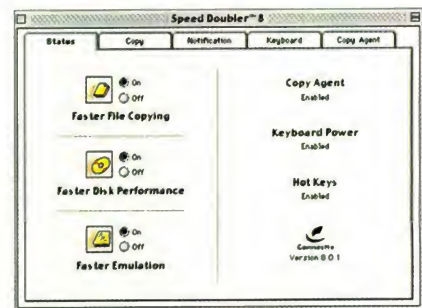 Speed Doubler™ 8
Status
Copy
Notification
Keyboard
Copy Agent
On
Off
Faster File Copying
On
Off
Faster Disk Performance
On
Off
Faster Emulation
Copy Agent
Enabled
Keyboard Power
Enabled
Hot Keys
Enabled
Connectix
Version 8.0.1